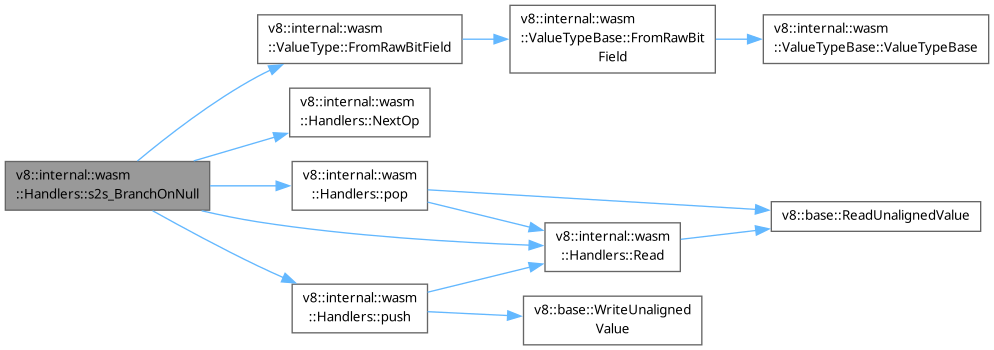 v8::internal::wasm
::Handlers::s2s_BranchOnNull
v8::internal::wasm
::ValueType::FromRawBitField
v8::internal::wasm
::ValueTypeBase::FromRawBit
Field
v8::internal::wasm
::ValueTypeBase::ValueTypeBase
v8::internal::wasm
::Handlers::NextOp
v8::internal::wasm
::Handlers::pop
v8::internal::wasm
::Handlers::Read
v8::base::ReadUnalignedValue
v8::internal::wasm
::Handlers::push
v8::base::WriteUnaligned
Value